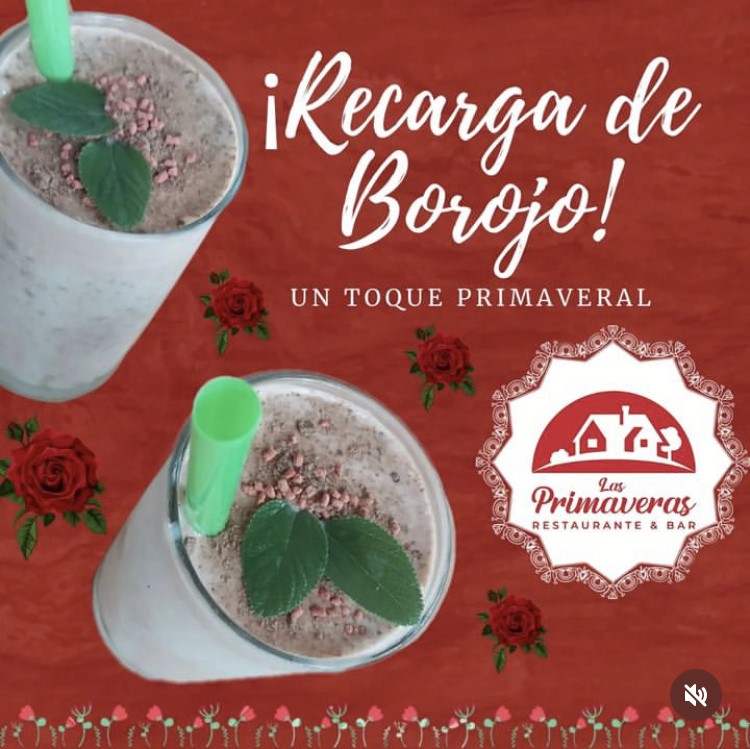 ¡Recarga de
Borojo!
UN TOQUE PRIMAVERAL
Las
Primaveras
RESTAURANTE & BAR